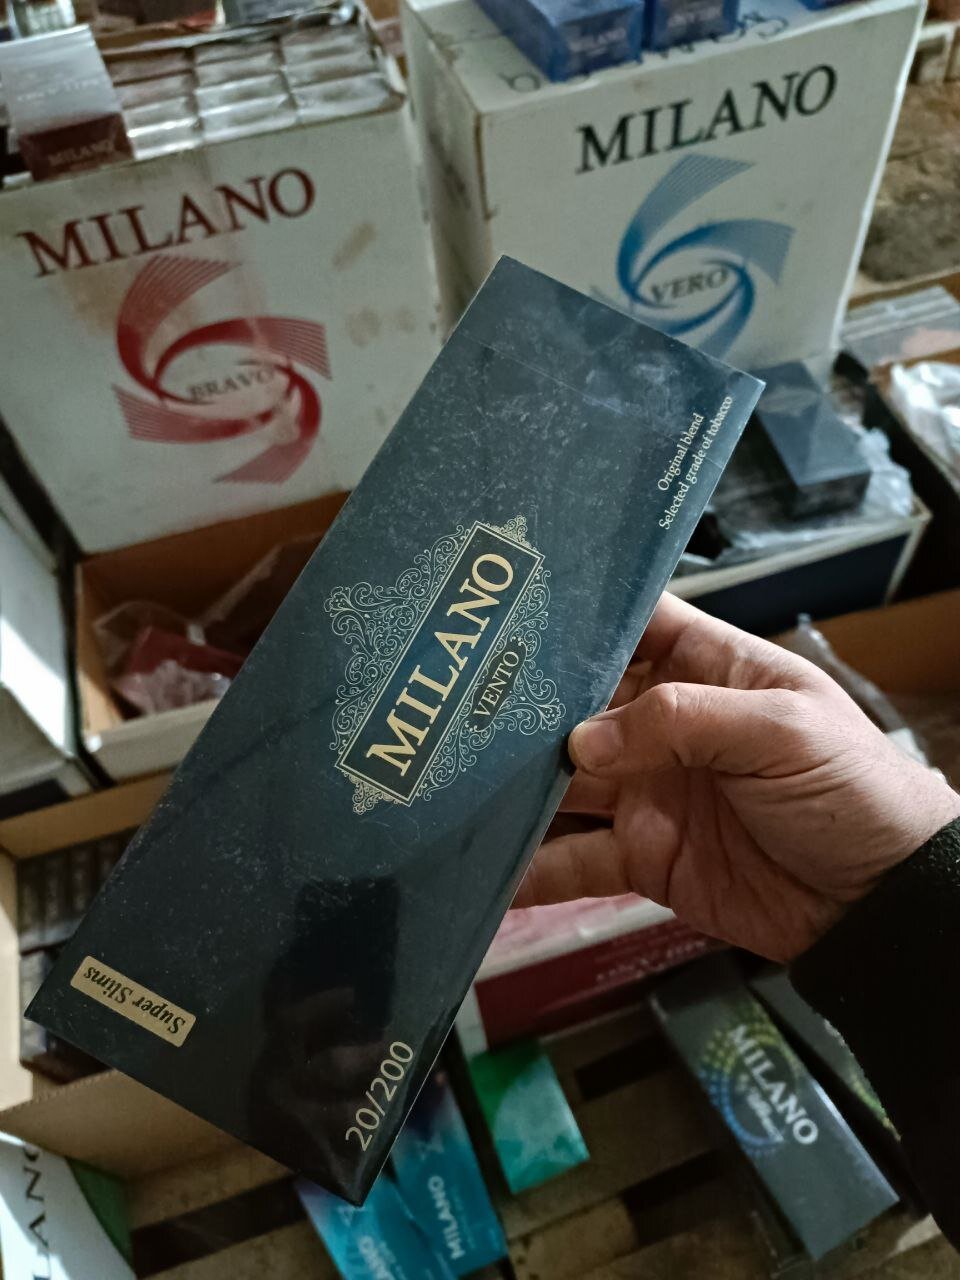 MILANO
MILANO
BRAVO
MILANO
VERO
Original blend
Selected grade of tobacco
MILANO
VENTO
Super Slims
20/200
MILANO
MILANO